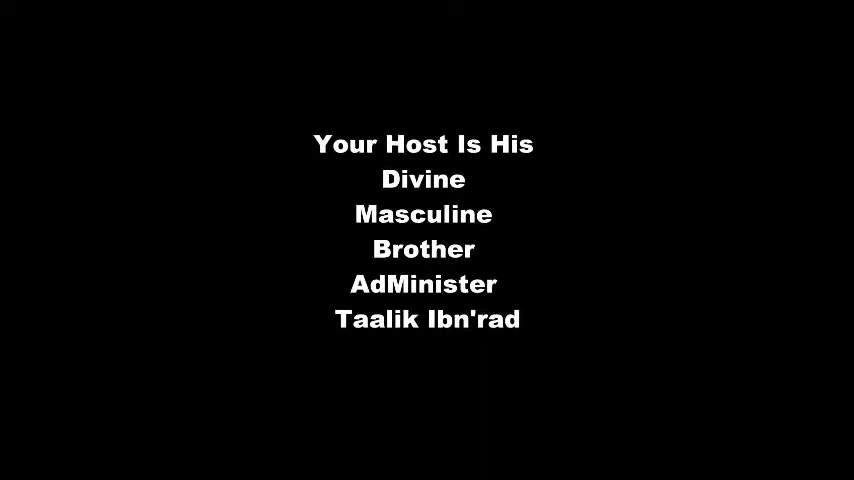 Your Host Is His
Divine
Masculine
Brother
AdMinister
Taalik Ibn'rad